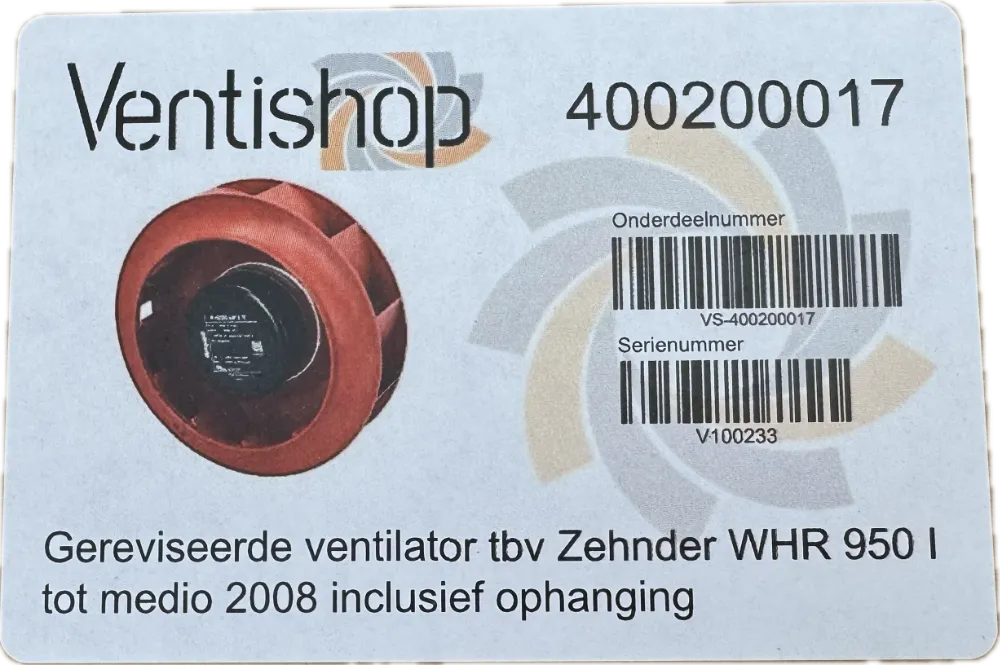 Ventishop
400200017
Onderdeelnummer
VS-400200017
Serienummer
V100233
Gereviseerde ventilator tbv Zehnder WHR 950 I
tot medio 2008 inclusief ophanging